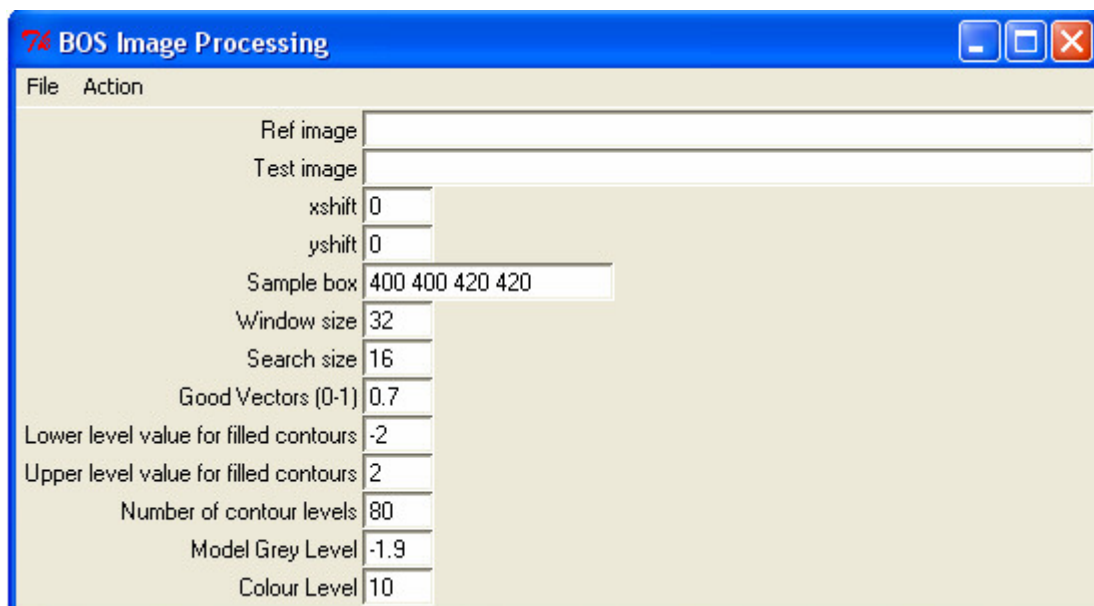 BOS Image Processing
File Action
Ref image
Test image
xshift 0
yshift 0
Sample box 400 400 420 420
Window size 32
Search size 16
Good Vectors (0-1) 0.7
Lower level value for filled contours -2
Upper level value for filled contours 2
Number of contour levels 80
Model Grey Level -1.9
Colour Level 10